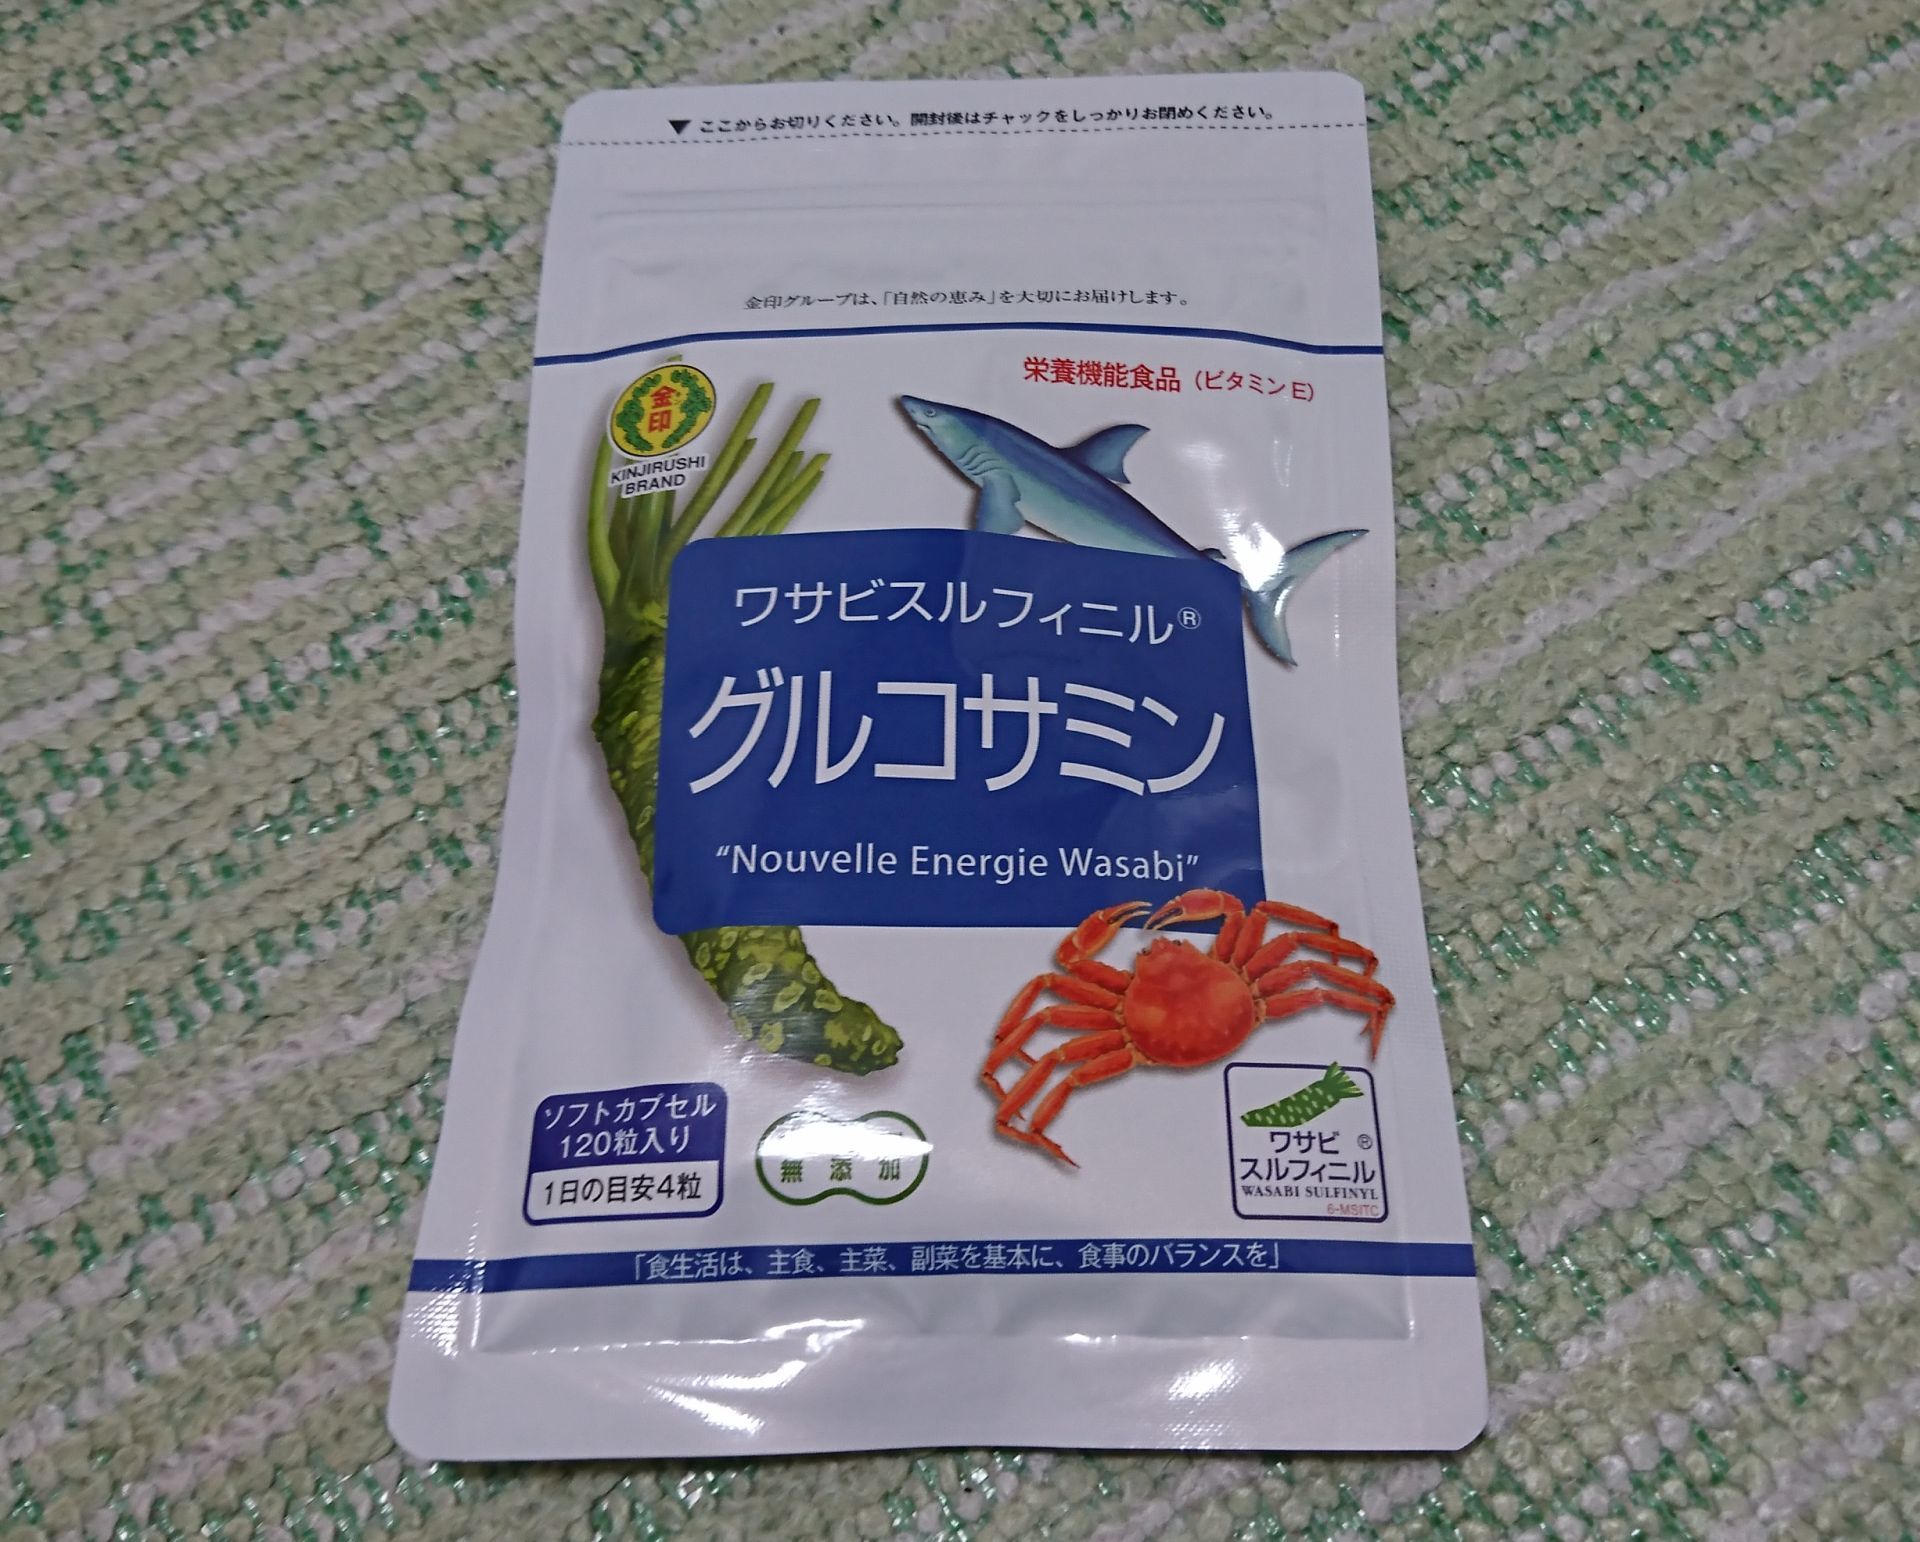 ▼ ここからお切りください。開封後はチャックをしっかりお閉めください。
金印グループは、「自然の恵み」を大切にお届けします。
栄養機能食品（ビタミンE）
金印
KINJIRUSHI
BRAND
ワサビスルフィニル®
グルコサミン
“Nouvelle Energie Wasabi”
ソフトカプセル
120粒入り
1日の目安4粒
無添加
ワサビ®
スルフィニル
WASABI SULFINYL
6-MSITC
「食生活は、主食、主菜、副菜を基本に、食事のバランスを」